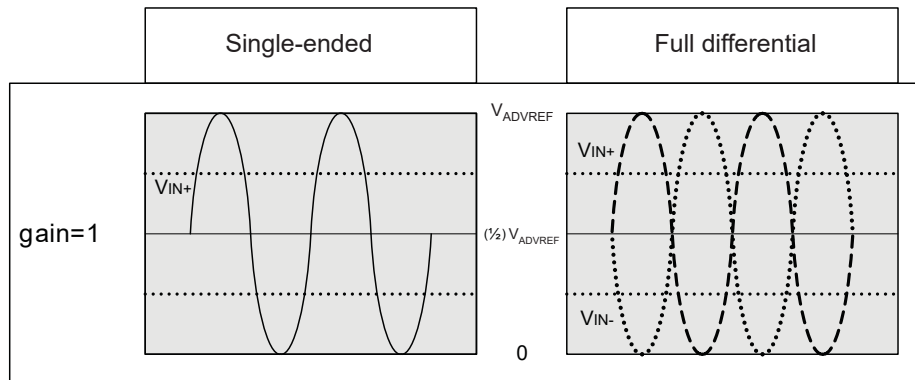 Single-ended
Full differential
VADVREF
VIN+
VIN+
gain=1
(½) VADVREF
VIN-
0